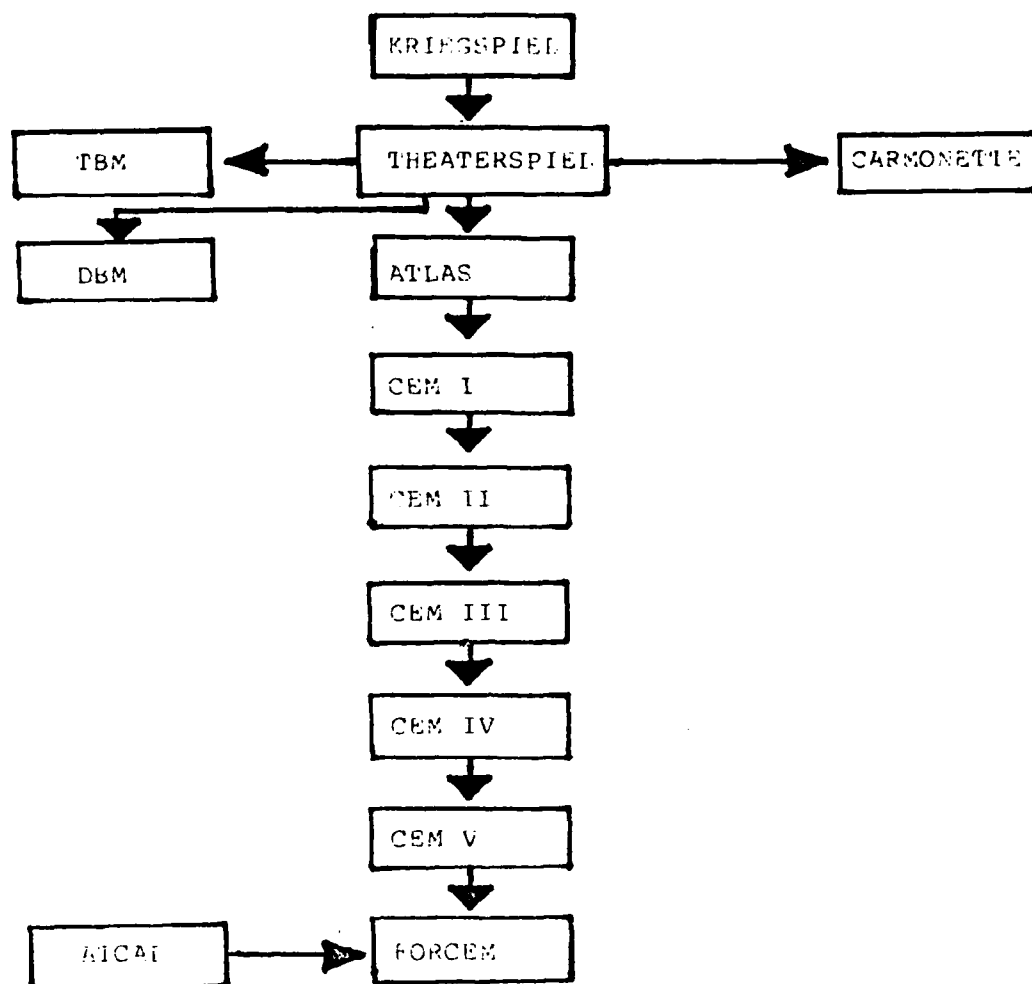 KRIEGSPIEL
TBM
THEATERSPIEL
CARMONETTE
DBM
ATLAS
CEM I
CEM II
CEM III
CEM IV
CEM V
FORCEM